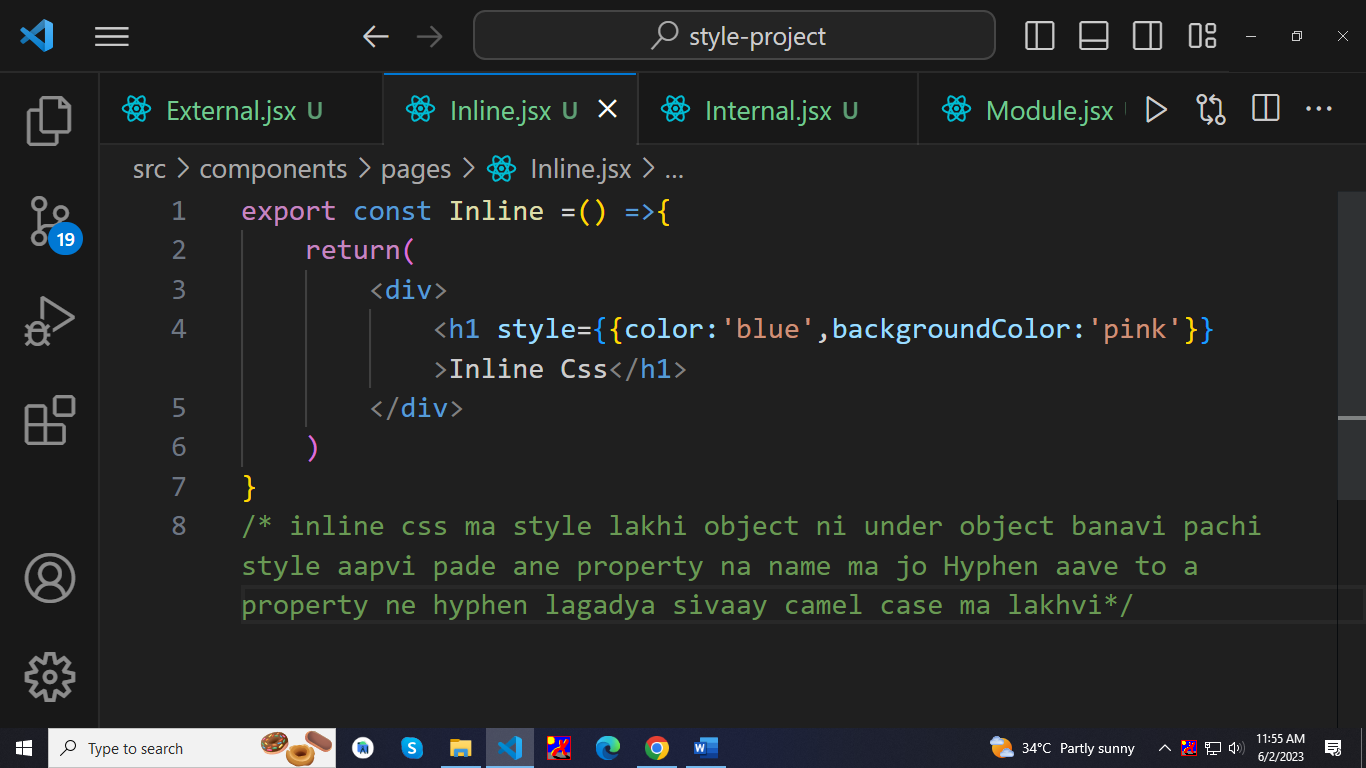 style-project
External.jsx U Inline.jsx U Internal.jsx U Module.jsx
src > components > pages > Inline.jsx > ...
1 export const Inline =() =>{
2 return(
3 <div>
4 <h1 style={{color:'blue',backgroundColor:'pink'}}
>Inline Css</h1>
5 </div>
6 )
7 }
8 /* inline css ma style lakhi object ni under object banavi pachi
style aapvi pade ane property na name ma jo Hyphen aave to a
property ne hyphen lagadya sivaay camel case ma lakhvi*/
19
Type to search
34°C Partly sunny
11:55 AM
6/2/2023